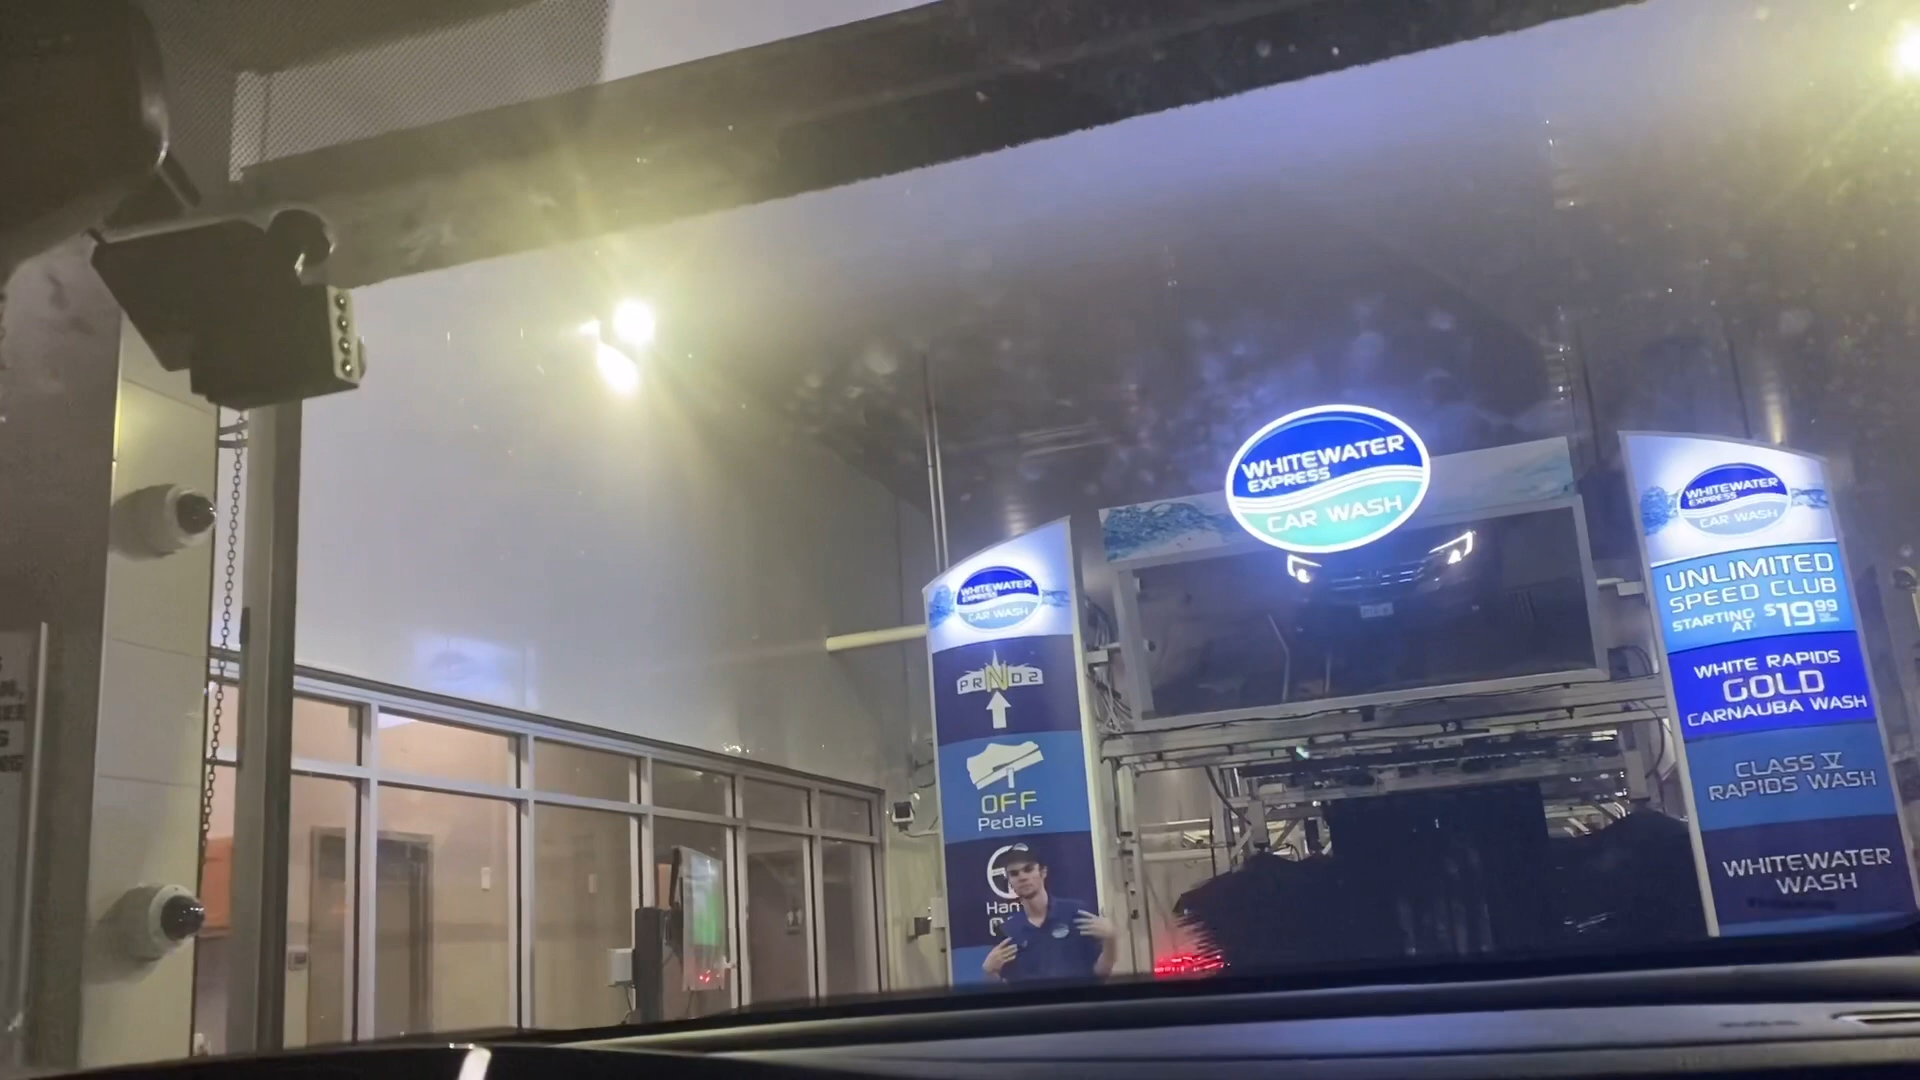 WHITEWATER
EXPRESS
CAR WASH
WHITEWATER
EXPRESS
CAR WASH
PRND2
OFF
Pedals
WHITEWATER
EXPRESS
CAR WASH
UNLIMITED
SPEED CLUB
STARTING
AT: $19.99
WHITE RAPIDS
GOLD
CARNAUBA WASH
CLASS V
RAPIDS WASH
WHITEWATER
WASH